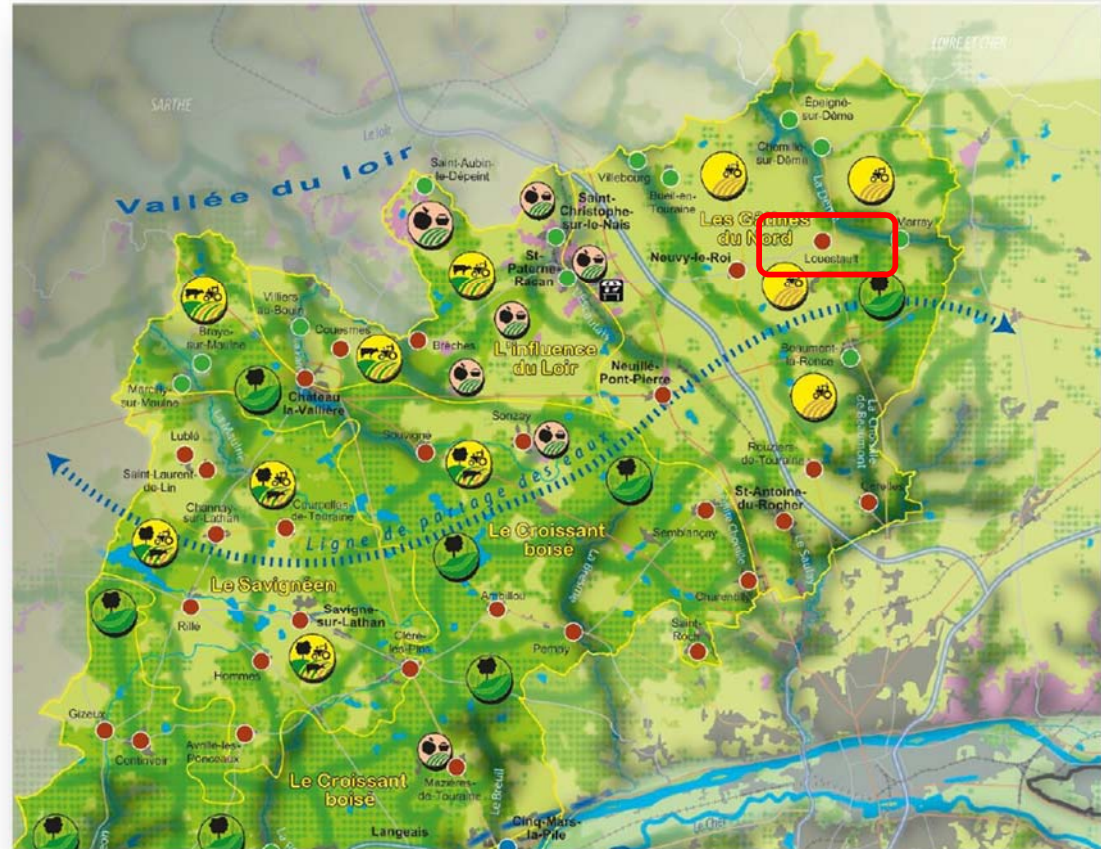 LOIRE ET CHER
SARTHE
Le loir
Vallée du loir
Épeigné-
sur-Dême
Chemillé-
sur-Dême
Saint-Aubin-
le-Dépeint
Villebourg
Bueil-en-
Touraine
Saint-
Christophe-
sur-le-Nais
Les Gâtines
du Nord
Marray
Louestault
Neuvy-le-Roi
St-
Paterne-
Racan
Villiers
au-Bouin
Couesmes
Braye-
sur-Maulne
Brèches
L'influence
du Loir
Beaumont-
la-Ronce
Neuillé-
Pont-Pierre
Marcilly-
sur-Maulne
Château
la-Vallière
Lublé
Souvigné
Sonzay
Saint-Laurent-
de-Lin
Rouziers-
de-Touraine
Channay-
sur-Lathan
Courcelles-
de-Touraine
Ligne de partage des eaux
St-Antoine-
du-Rocher
Cerelles
Semblançay
Le Croissant
boisé
Le Savignéen
Rillé
Savigné-
sur-Lathan
Ambillou
Charentilly
Saint-
Roch
Pernay
Hommes
Cléré-
les-Pins
Gizeux
Continvoir
Avrillé-les-
Ponceaux
Le Croissant
boisé
Mazières-
de-Touraine
Le Breuil
Langeais
Cinq-Mars-
la-Pile
Le Cher